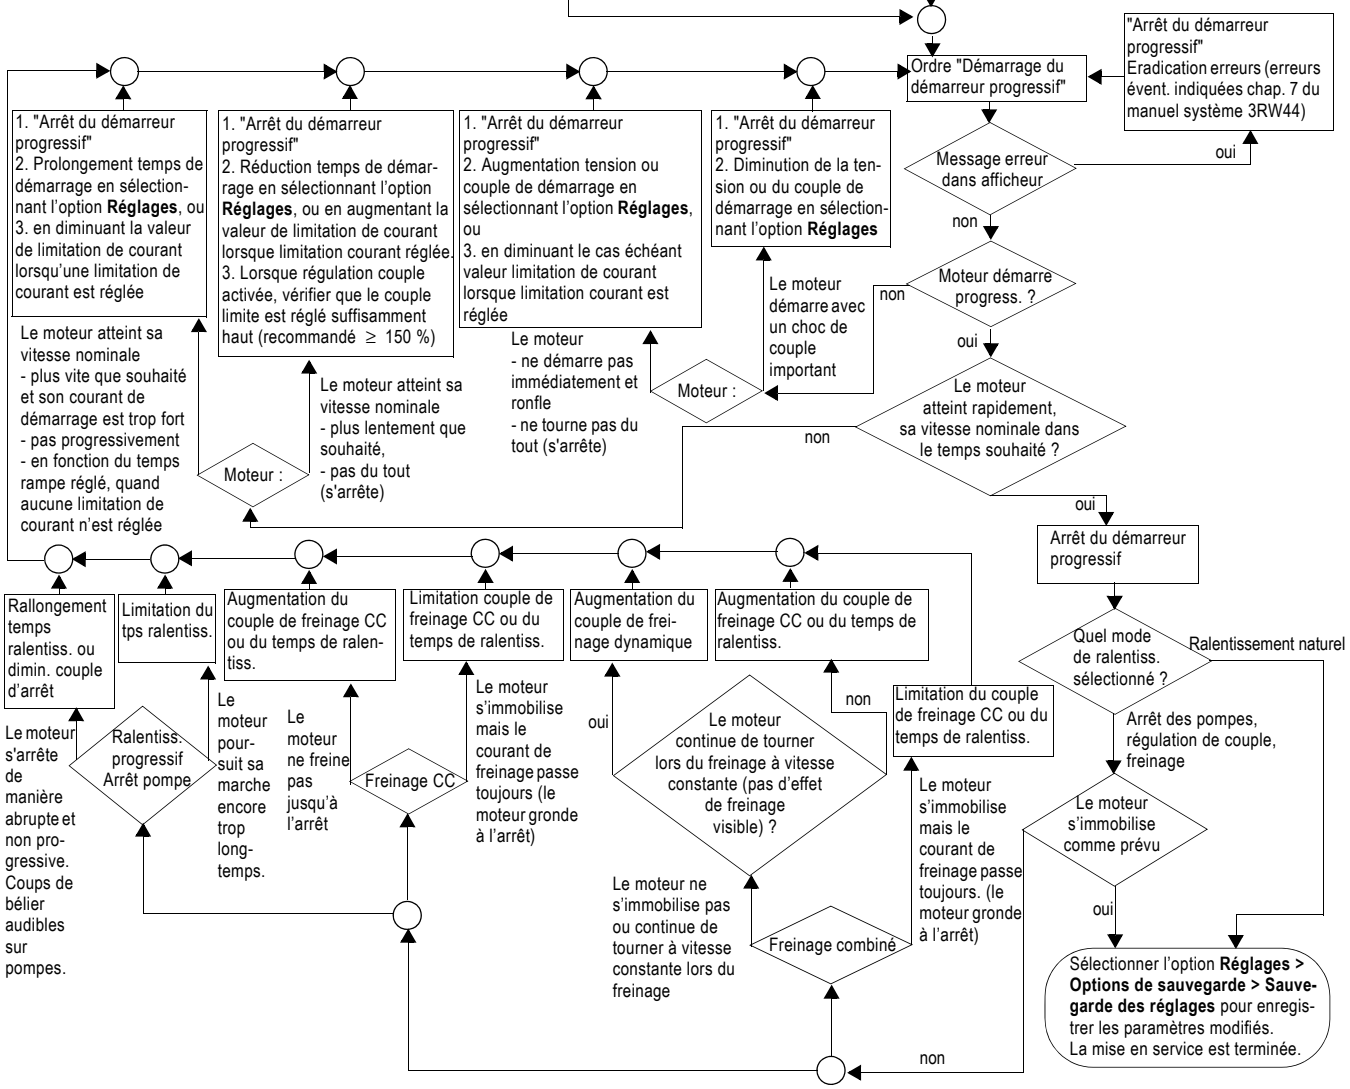 "Arrêt du démarreur
progressif"
Eradication erreurs (erreurs
évent. indiquées chap. 7 du
manuel système 3RW44)
Ordre "Démarrage du
démarreur progressif"
1. "Arrêt du démarreur
progressif"
2. Prolongement temps de
démarrage en sélection-
nant l'option Réglages, ou
3. en diminuant la valeur
de limitation de courant
lorsqu'une limitation de
courant est réglée
1. "Arrêt du démarreur
progressif"
2. Réduction temps de démar-
rage en sélectionnant l'option
Réglages, ou en augmentant la
valeur de limitation de courant
lorsque limitation courant réglée.
3. Lorsque régulation couple
activée, vérifier que le couple
limite est réglé suffisamment
haut (recommandé ≥ 150 %)
1. "Arrêt du démarreur
progressif"
2. Augmentation tension ou
couple de démarrage en
sélectionnant l'option Réglages,
ou
3. en diminuant le cas échéant
valeur limitation de courant
lorsque limitation courant est
réglée
1. "Arrêt du démarreur
progressif"
2. Diminution de la ten-
sion ou du couple de
démarrage en sélection-
nant l'option Réglages
Message erreur
dans afficheur
oui
non
Moteur démarre
progress. ?
non
oui
Le moteur
démarre avec
un choc de
couple
important
Le moteur
- ne démarre pas
immédiatement et
ronfle
- ne tourne pas du
tout (s'arrête)
Moteur :
Le moteur atteint sa
vitesse nominale
- plus vite que souhaité
et son courant de
démarrage est trop fort
- pas progressivement
- en fonction du temps
rampe réglé, quand
aucune limitation de
courant n'est réglée
Moteur :
Le moteur atteint sa
vitesse nominale
- plus lentement que
souhaité,
- pas du tout
(s'arrête)
Le moteur
atteint rapidement,
sa vitesse nominale dans
le temps souhaité ?
non
oui
Arrêt du démarreur
progressif
Quel mode
de ralentiss.
sélectionné ?
Ralentissement naturel
Arrêt des pompes,
régulation de couple,
freinage
Le moteur
s'immobilise
comme prévu
oui
non
Rallongement
temps
ralentiss. ou
dimin. couple
d'arrêt
Limitation du
tps ralentiss.
Augmentation du
couple de freinage CC
ou du temps de ralen-
tiss.
Limitation couple de
freinage CC ou du
temps de ralentiss.
Augmentation du
couple de frei-
nage dynamique
Augmentation du couple de
freinage CC ou du temps de
ralentiss.
Limitation du couple
de freinage CC ou du
temps de ralentiss.
Le moteur
s'arrête
de
manière
abrupte et
non pro-
gressive.
Coups de
bélier
audibles
sur
pompes.
Ralentiss.
progressif
Arrêt pompe
Le
moteur
pour-
suit sa
marche
encore
trop
long-
temps.
Le
moteur
ne freine
pas
jusqu'à
l'arrêt
Freinage CC
Le moteur
s'immobilise
mais le
courant de
freinage passe
toujours (le
moteur gronde
à l'arrêt)
oui
Le moteur
continue de tourner
lors du freinage à vitesse
constante (pas d'effet
de freinage
visible) ?
non
Le moteur
s'immobilise
mais le
courant de
freinage passe
toujours. (le
moteur gronde
à l'arrêt)
Le moteur ne
s'immobilise pas
ou continue de
tourner à vitesse
constante lors du
freinage
Freinage combiné
Sélectionner l'option Réglages >
Options de sauvegarde > Sauve-
garde des réglages pour enregis-
trer les paramètres modifiés.
La mise en service est terminée.